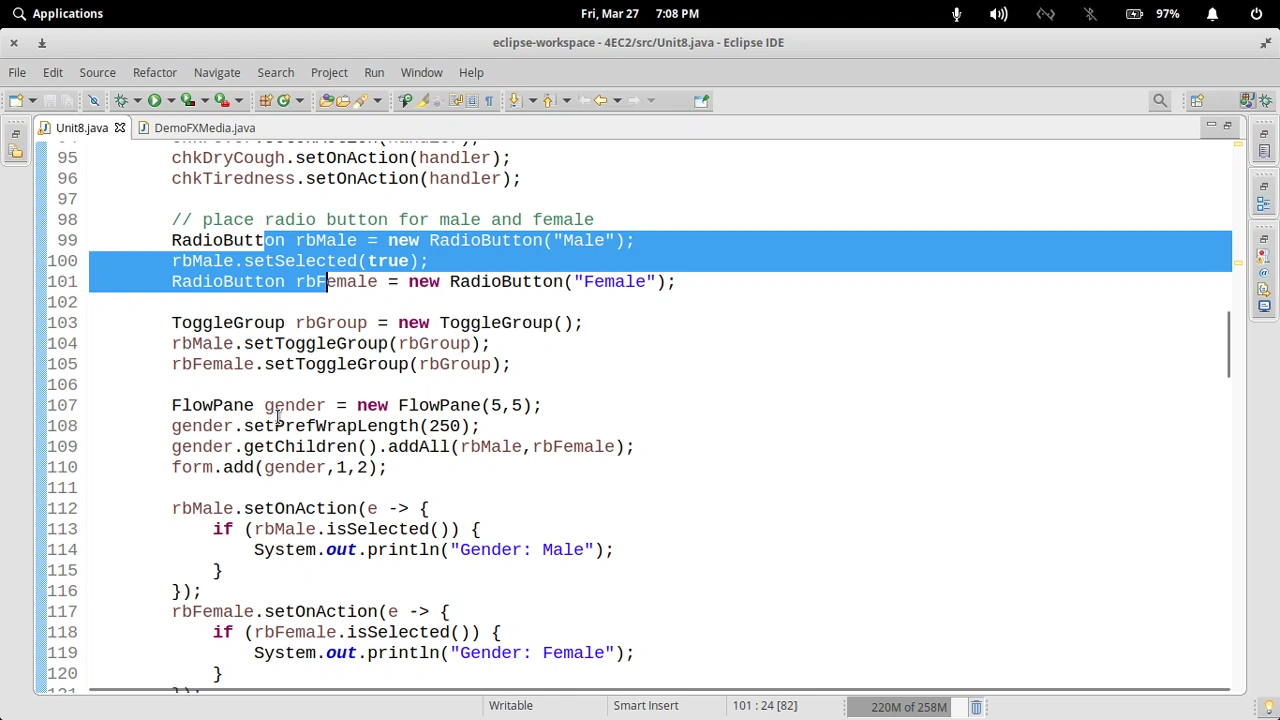 Applications
Fri, Mar 27 7:08 PM
97%
eclipse-workspace - 4EC2/src/Unit8.java - Eclipse IDE
File Edit Source Refactor Navigate Search Project Run Window Help
Unit8.java DemoFXMedia.java
95 chkDryCough.setOnAction(handler);
96 chkTiredness.setOnAction(handler);
97
98 // place radio button for male and female
99 RadioButton rbMale = new RadioButton("Male");
100 rbMale.setSelected(true);
101 RadioButton rbFemale = new RadioButton("Female");
102
103 ToggleGroup rbGroup = new ToggleGroup();
104 rbMale.setToggleGroup(rbGroup);
105 rbFemale.setToggleGroup(rbGroup);
106
107 FlowPane gender = new FlowPane(5,5);
108 gender.setPrefWrapLength(250);
109 gender.getChildren().addAll(rbMale,rbFemale);
110 form.add(gender,1,2);
111
112 rbMale.setOnAction(e -> {
113 if (rbMale.isSelected()) {
114 System.out.println("Gender: Male");
115 }
116 });
117 rbFemale.setOnAction(e -> {
118 if (rbFemale.isSelected()) {
119 System.out.println("Gender: Female");
120 }
Writable Smart Insert 101 : 24 [82] 220M of 258M